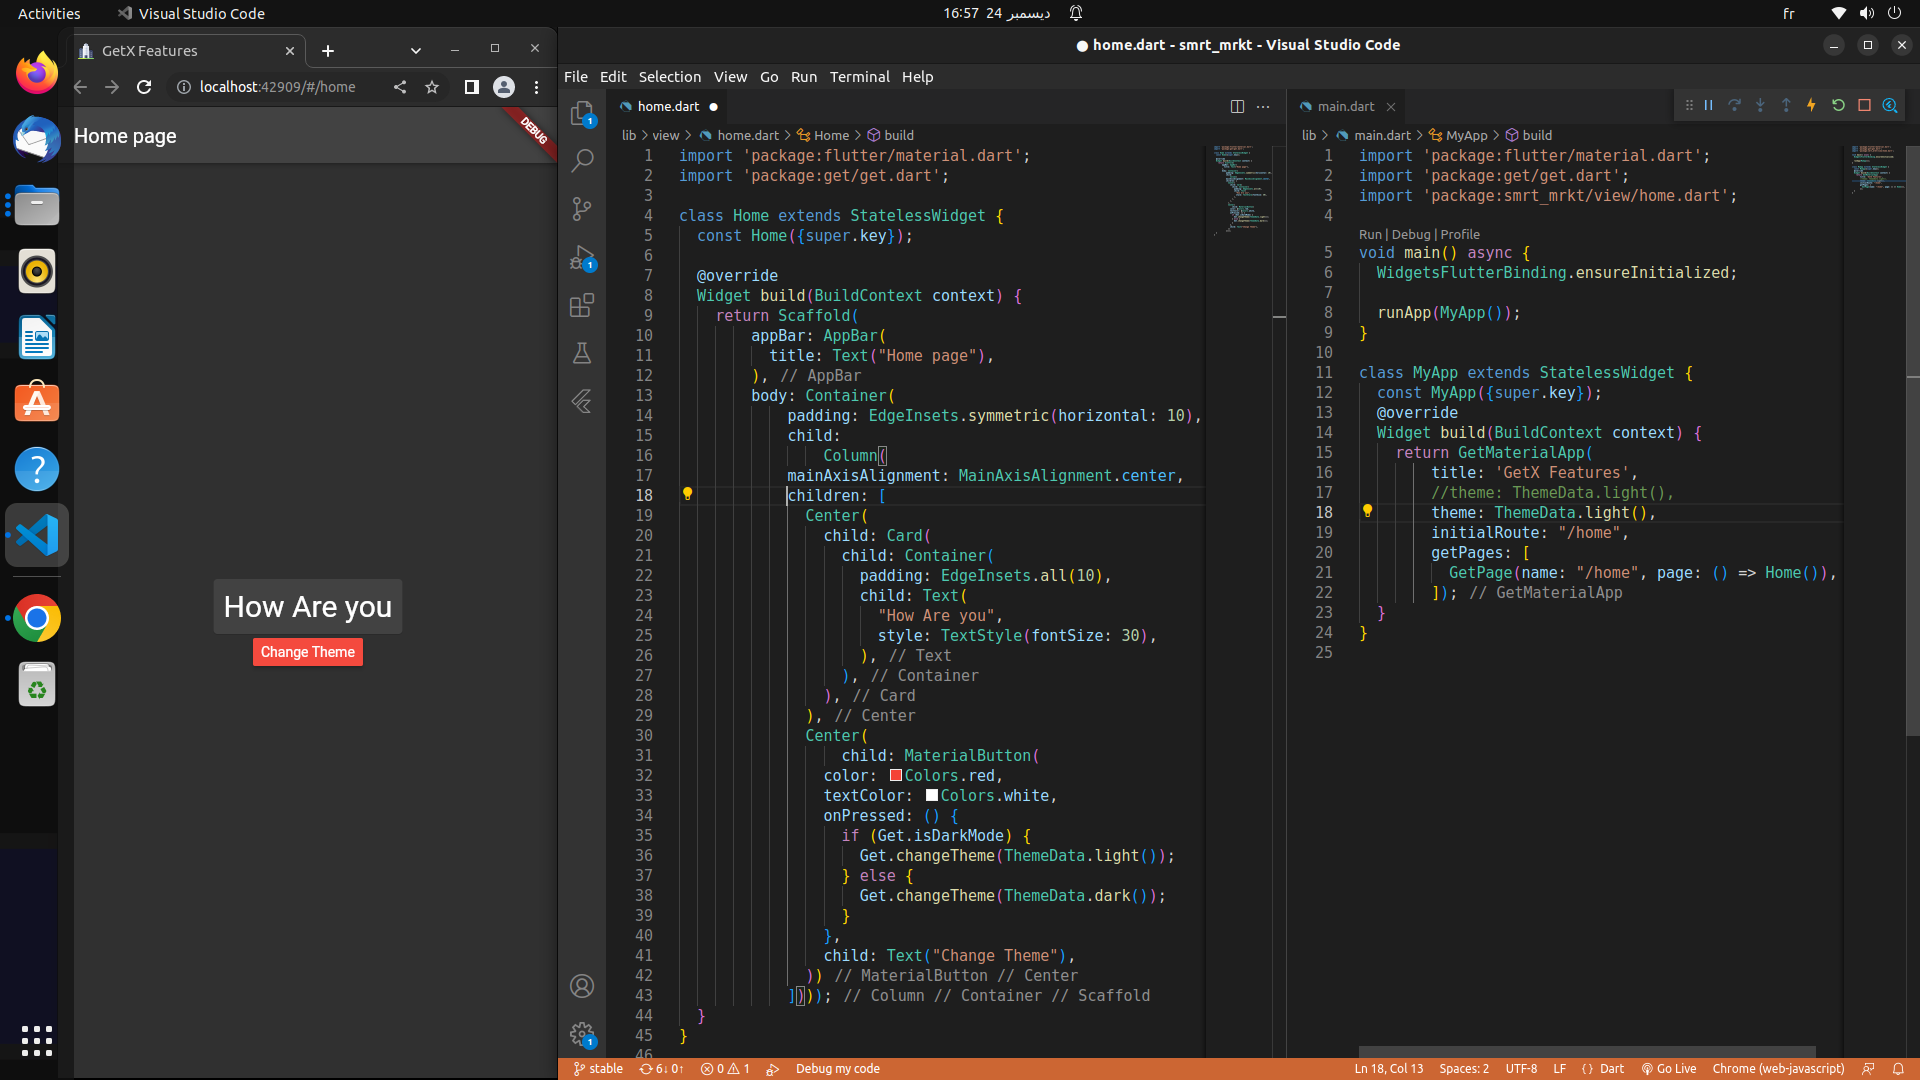 Activities
Visual Studio Code
16:57 24 ديسمبر
fr
GetX Features
localhost:42909/#/home
Home page
DEBUG
How Are you
Change Theme
● home.dart - smrt_mrkt - Visual Studio Code
File Edit Selection View Go Run Terminal Help
home.dart
lib > view > home.dart > Home > build
1 import 'package:flutter/material.dart';
2 import 'package:get/get.dart';
3
4 class Home extends StatelessWidget {
5 const Home({super.key});
6
7 @override
8 Widget build(BuildContext context) {
9 return Scaffold(
10 appBar: AppBar(
11 title: Text("Home page"),
12 ), // AppBar
13 body: Container(
14 padding: EdgeInsets.symmetric(horizontal: 10),
15 child:
16 Column(
17 mainAxisAlignment: MainAxisAlignment.center,
18 children: [
19 Center(
20 child: Card(
21 child: Container(
22 padding: EdgeInsets.all(10),
23 child: Text(
24 "How Are you",
25 style: TextStyle(fontSize: 30),
26 ), // Text
27 ), // Container
28 ), // Card
29 ), // Center
30 Center(
31 child: MaterialButton(
32 color: Colors.red,
33 textColor: Colors.white,
34 onPressed: () {
35 if (Get.isDarkMode) {
36 Get.changeTheme(ThemeData.light());
37 } else {
38 Get.changeTheme(ThemeData.dark());
39 }
40 },
41 child: Text("Change Theme"),
42 )) // MaterialButton // Center
43 ]))); // Column // Container // Scaffold
44 }
45 }
46
main.dart
lib > main.dart > MyApp > build
1 import 'package:flutter/material.dart';
2 import 'package:get/get.dart';
3 import 'package:smrt_mrkt/view/home.dart';
4
Run | Debug | Profile
5 void main() async {
6 WidgetsFlutterBinding.ensureInitialized;
7
8 runApp(MyApp());
9 }
10
11 class MyApp extends StatelessWidget {
12 const MyApp({super.key});
13 @override
14 Widget build(BuildContext context) {
15 return GetMaterialApp(
16 title: 'GetX Features',
17 //theme: ThemeData.light(),
18 theme: ThemeData.light(),
19 initialRoute: "/home",
20 getPages: [
21 GetPage(name: "/home", page: () => Home()),
22 ]); // GetMaterialApp
23 }
24 }
25
1
1
1
stable 6↓ 0↑ 0 1 Debug my code
Ln 18, Col 13 Spaces: 2 UTF-8 LF { } Dart Go Live Chrome (web-javascript)